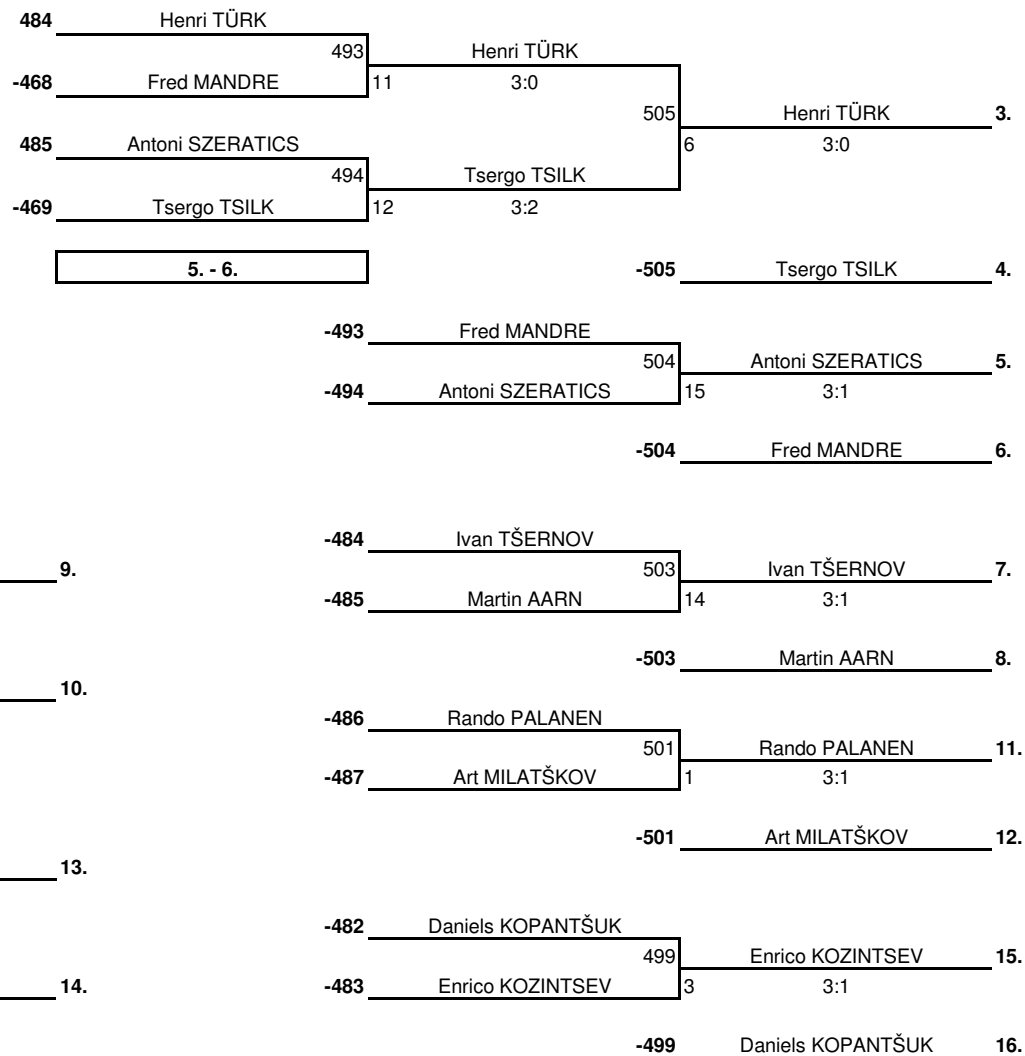 484 Henri TÜRK
493 Henri TÜRK
-468 Fred MANDRE 11 3:0
505 Henri TÜRK 3.
485 Antoni SZERATICS 6 3:0
494 Tsergo TSILK
-469 Tsergo TSILK 12 3:2
5. - 6. -505 Tsergo TSILK 4.
-493 Fred MANDRE
504 Antoni SZERATICS 5.
-494 Antoni SZERATICS 15 3:1
-504 Fred MANDRE 6.
-484 Ivan TŠERNOV
9. 503 Ivan TŠERNOV 7.
-485 Martin AARN 14 3:1
-503 Martin AARN 8.
10.
-486 Rando PALANEN
501 Rando PALANEN 11.
-487 Art MILATŠKOV 1 3:1
-501 Art MILATŠKOV 12.
13.
-482 Daniels KOPANTŠUK
499 Enrico KOZINTSEV 15.
14. -483 Enrico KOZINTSEV 3 3:1
-499 Daniels KOPANTŠUK 16.